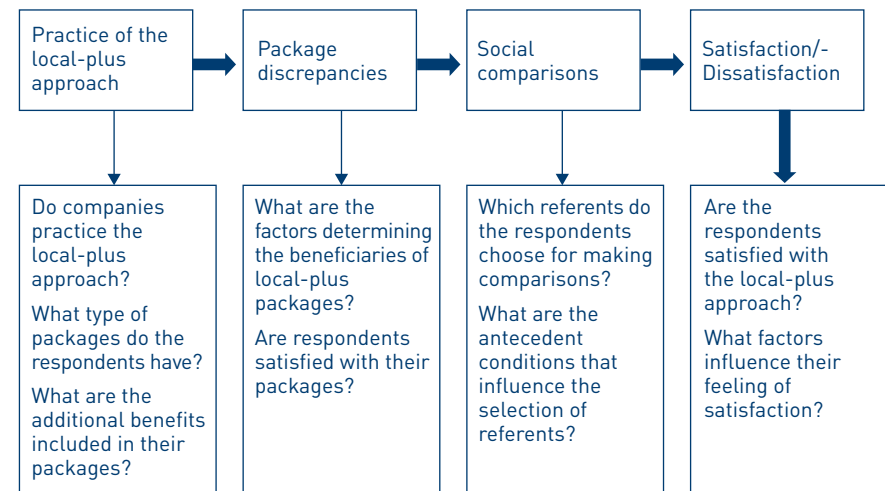 Practice of the
local-plus
approach
Package
discrepancies
Social
comparisons
Satisfaction/-
Dissatisfaction
Do companies
practice the
local-plus
approach?
What type of
packages do the
respondents have?
What are the
additional benefits
included in their
packages?
What are the
factors determining
the beneficiaries of
local-plus
packages?
Are respondents
satisfied with their
packages?
Which referents do
the respondents
choose for making
comparisons?
What are the
antecedent
conditions that
influence the
selection of
referents?
Are the
respondents
satisfied with
the local-plus
approach?
What factors
influence their
feeling of
satisfaction?